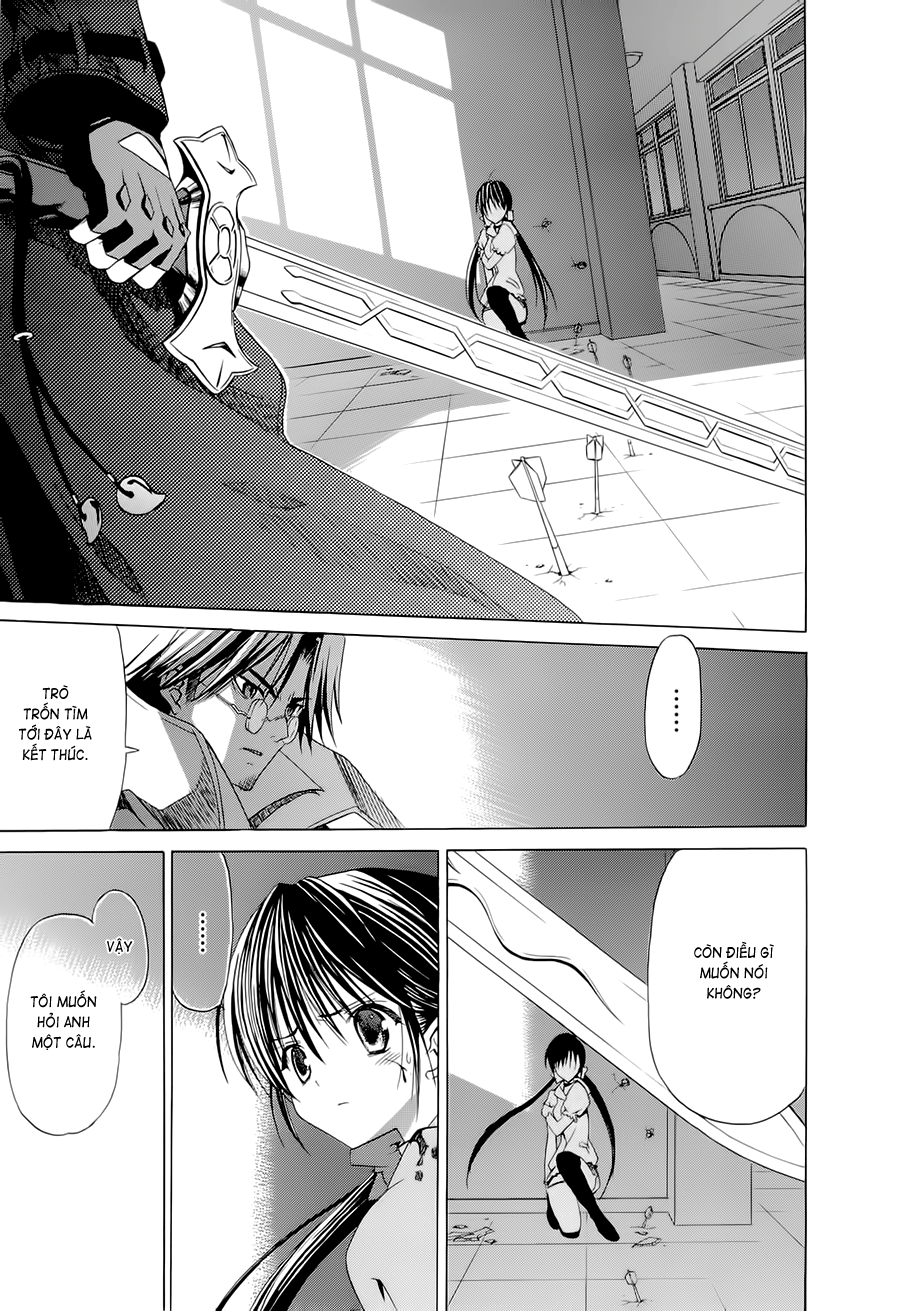 ......
TRÒ
TRỐN TÌM
TỚI ĐÂY LÀ
KẾT THÚC.
CÒN ĐIỀU GÌ
MUỐN NÓI
KHÔNG?
......
VẬY
TÔI MUỐN
HỎI ANH
MỘT CÂU.